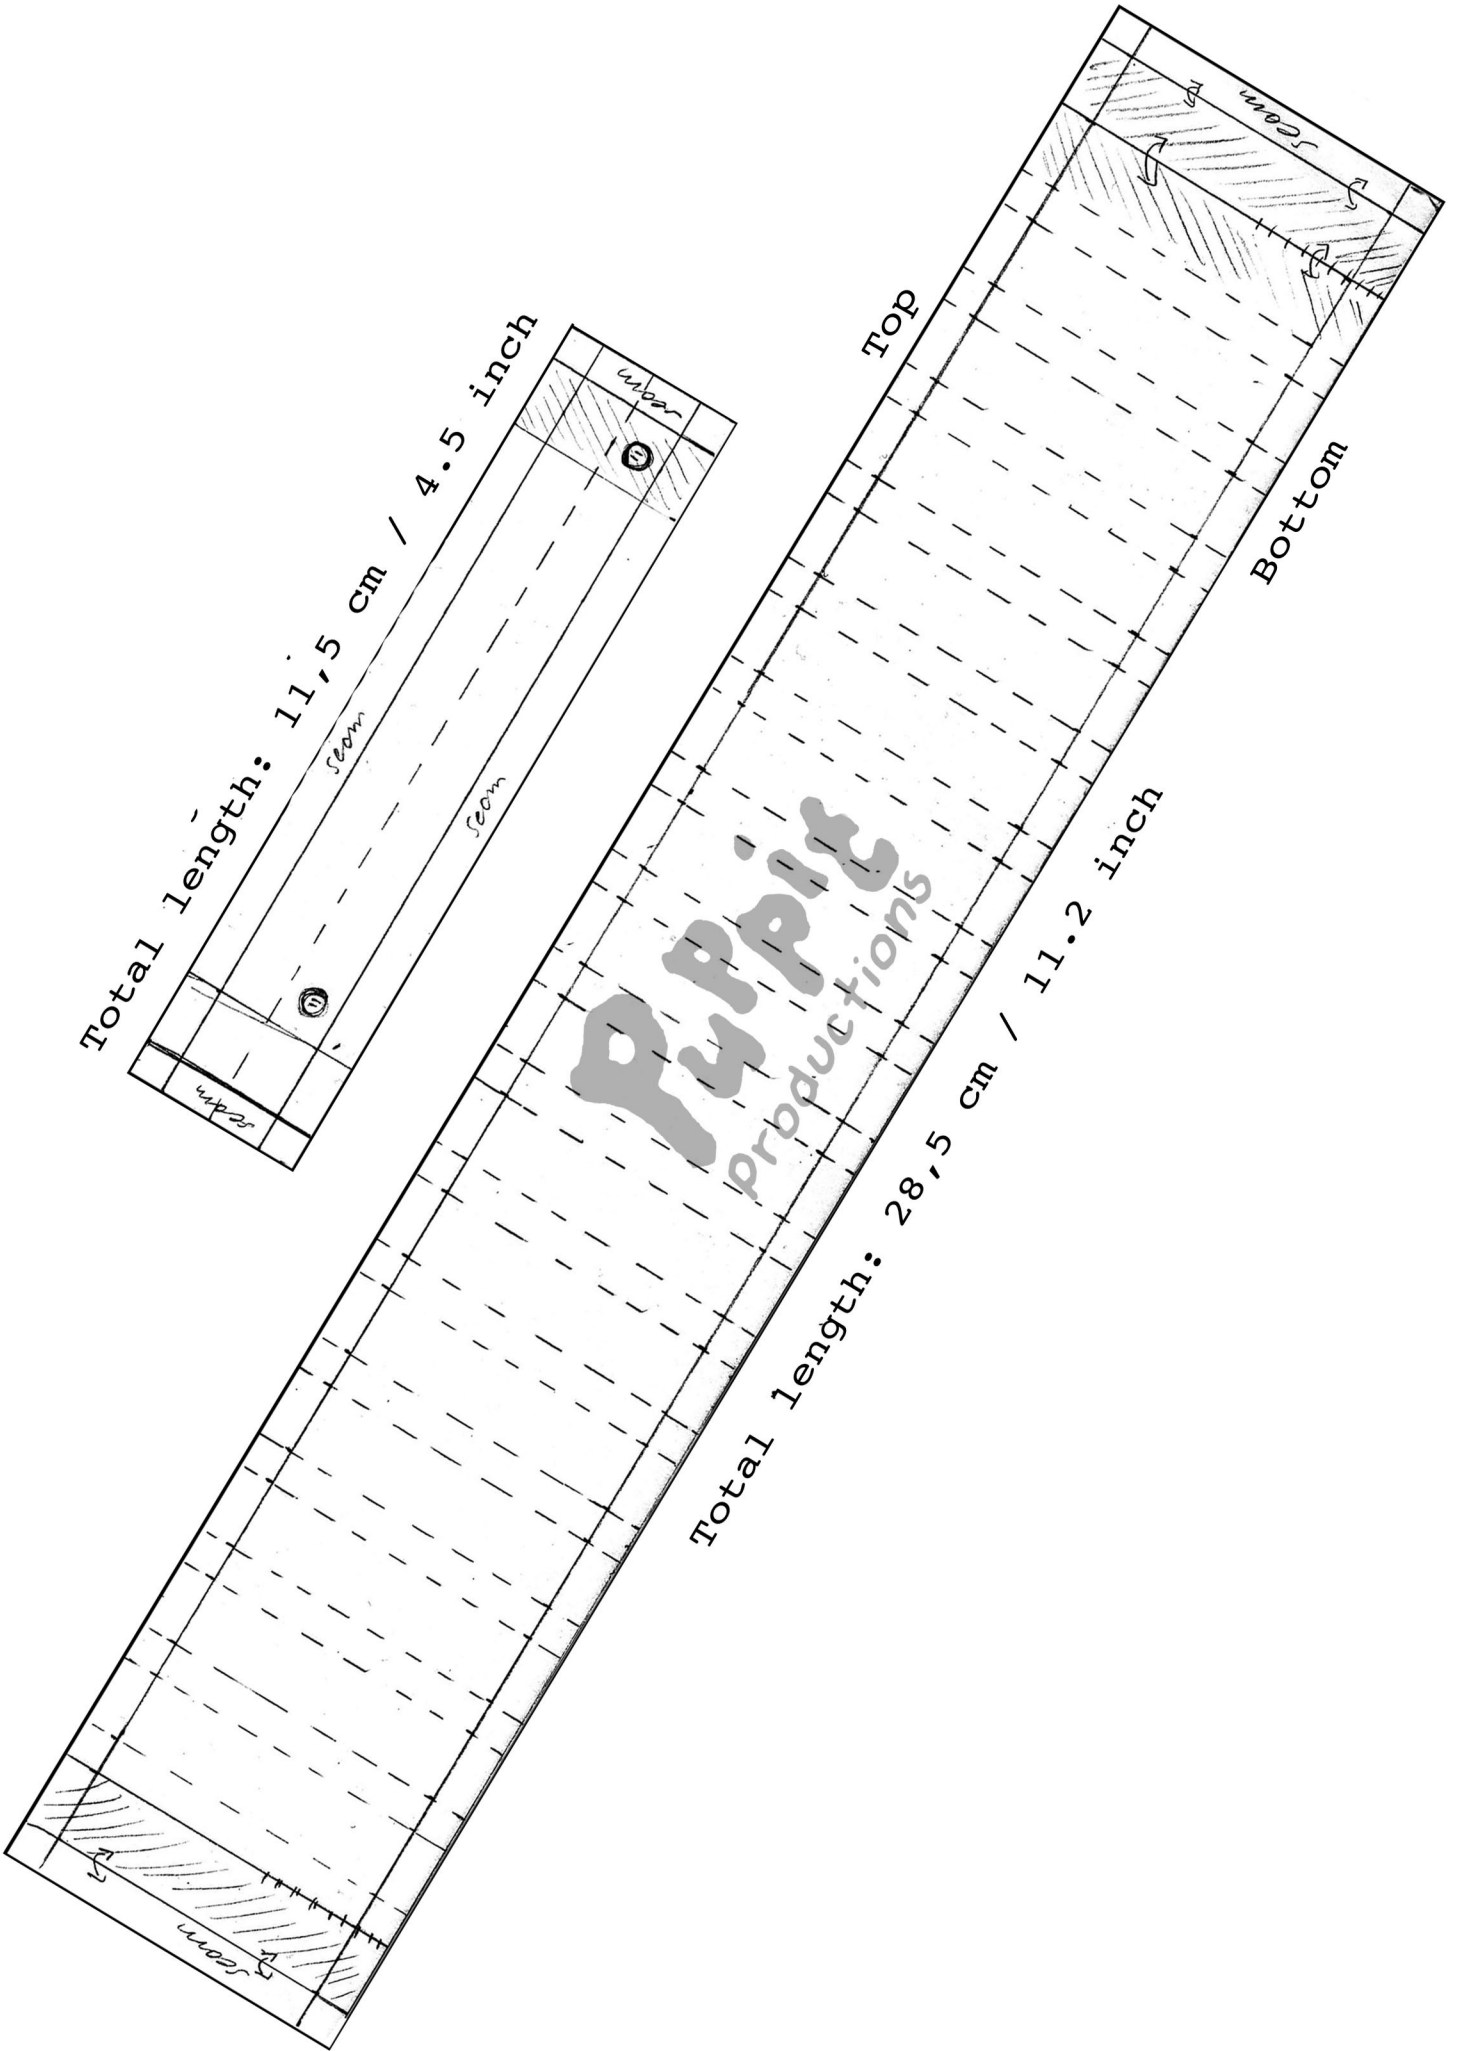 Total length: 11,5 cm / 4.5 inch
seam
seam
seam
seam
Top
seam
Puppit
productions
seam
Bottom
Total length: 28,5 cm / 11.2 inch